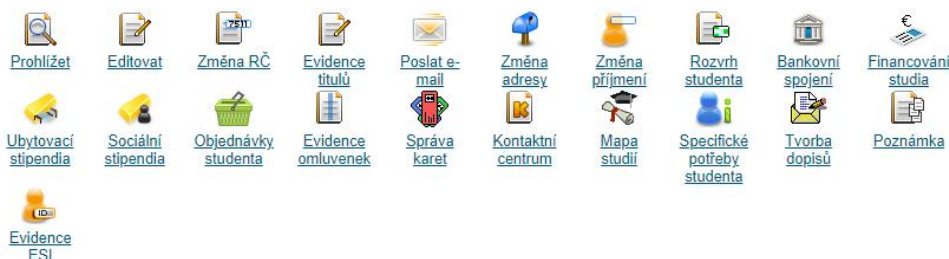 7511
Prohlížet Editovat Změna RČ Evidence Poslat e- Změna Změna Rozvrh Bankovní Financování
titulů mail adresy příjmení studenta spojení studia
€
K
i
Ubytovací Sociální Objednávky Evidence Správa Kontaktní Mapa Specifické Tvorba Poznámka
stipendia stipendia studenta omluvenek karet centrum studií potřeby dopisů
studenta
ID
Evidence
ESI